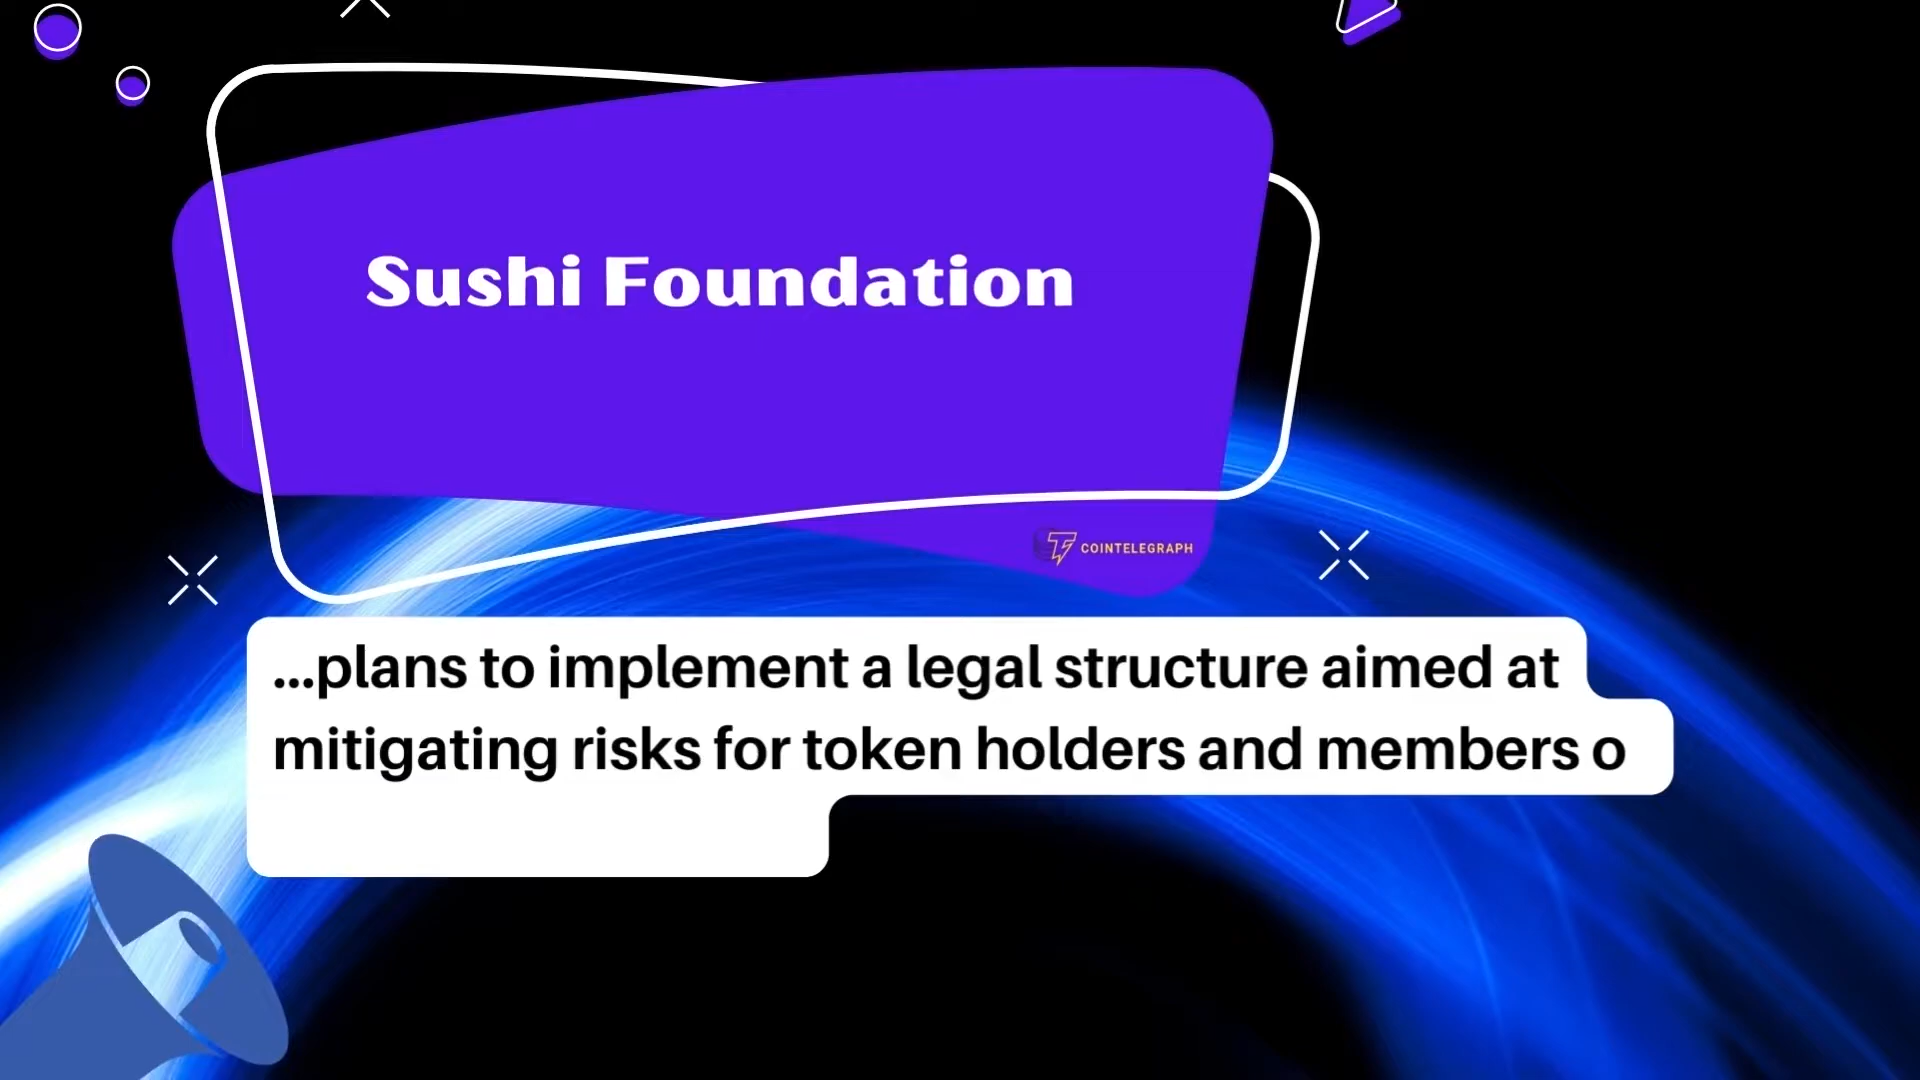 Sushi Foundation
COINTELEGRAPH
...plans to implement a legal structure aimed at
mitigating risks for token holders and members o